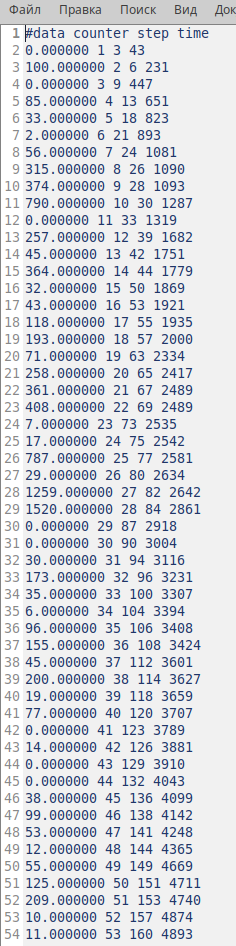 Файл Правка Поиск Вид Док
1 #data counter step time
2 0.000000 1 3 43
3 100.000000 2 6 231
4 0.000000 3 9 447
5 85.000000 4 13 651
6 33.000000 5 18 823
7 2.000000 6 21 893
8 56.000000 7 24 1081
9 315.000000 8 26 1090
10 374.000000 9 28 1093
11 790.000000 10 30 1287
12 0.000000 11 33 1319
13 257.000000 12 39 1682
14 45.000000 13 42 1751
15 364.000000 14 44 1779
16 32.000000 15 50 1869
17 43.000000 16 53 1921
18 118.000000 17 55 1935
19 193.000000 18 57 2000
20 71.000000 19 63 2334
21 258.000000 20 65 2417
22 361.000000 21 67 2489
23 408.000000 22 69 2489
24 7.000000 23 73 2535
25 17.000000 24 75 2542
26 787.000000 25 77 2581
27 29.000000 26 80 2634
28 1259.000000 27 82 2642
29 1520.000000 28 84 2861
30 0.000000 29 87 2918
31 0.000000 30 90 3004
32 30.000000 31 94 3116
33 173.000000 32 96 3231
34 35.000000 33 100 3307
35 6.000000 34 104 3394
36 96.000000 35 106 3408
37 155.000000 36 108 3424
38 45.000000 37 112 3601
39 200.000000 38 114 3627
40 19.000000 39 118 3659
41 77.000000 40 120 3707
42 0.000000 41 123 3789
43 14.000000 42 126 3881
44 0.000000 43 129 3910
45 0.000000 44 132 4043
46 38.000000 45 136 4099
47 99.000000 46 138 4142
48 53.000000 47 141 4248
49 12.000000 48 144 4365
50 55.000000 49 149 4669
51 125.000000 50 151 4711
52 209.000000 51 153 4740
53 10.000000 52 157 4874
54 11.000000 53 160 4893